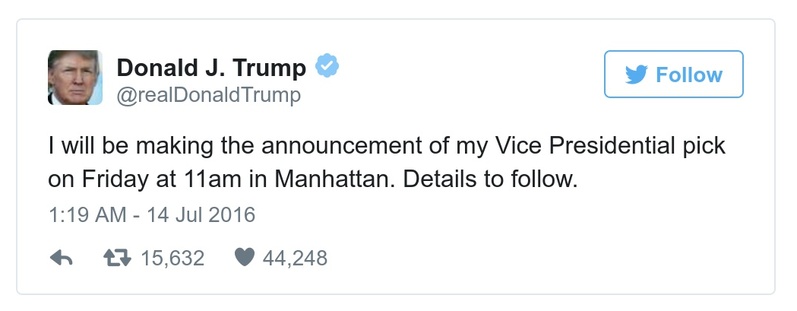 Donald J. Trump
@realDonaldTrump
Follow
I will be making the announcement of my Vice Presidential pick
on Friday at 11am in Manhattan. Details to follow.
1:19 AM - 14 Jul 2016
15,632 44,248